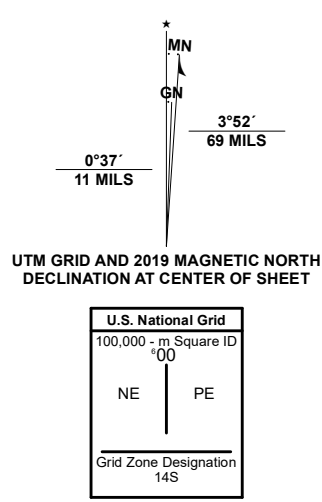 ★
MN
GN
3°52´
69 MILS
0°37´
11 MILS
UTM GRID AND 2019 MAGNETIC NORTH
DECLINATION AT CENTER OF SHEET
U.S. National Grid
100,000 - m Square ID
⁶00
NE PE
Grid Zone Designation
14S